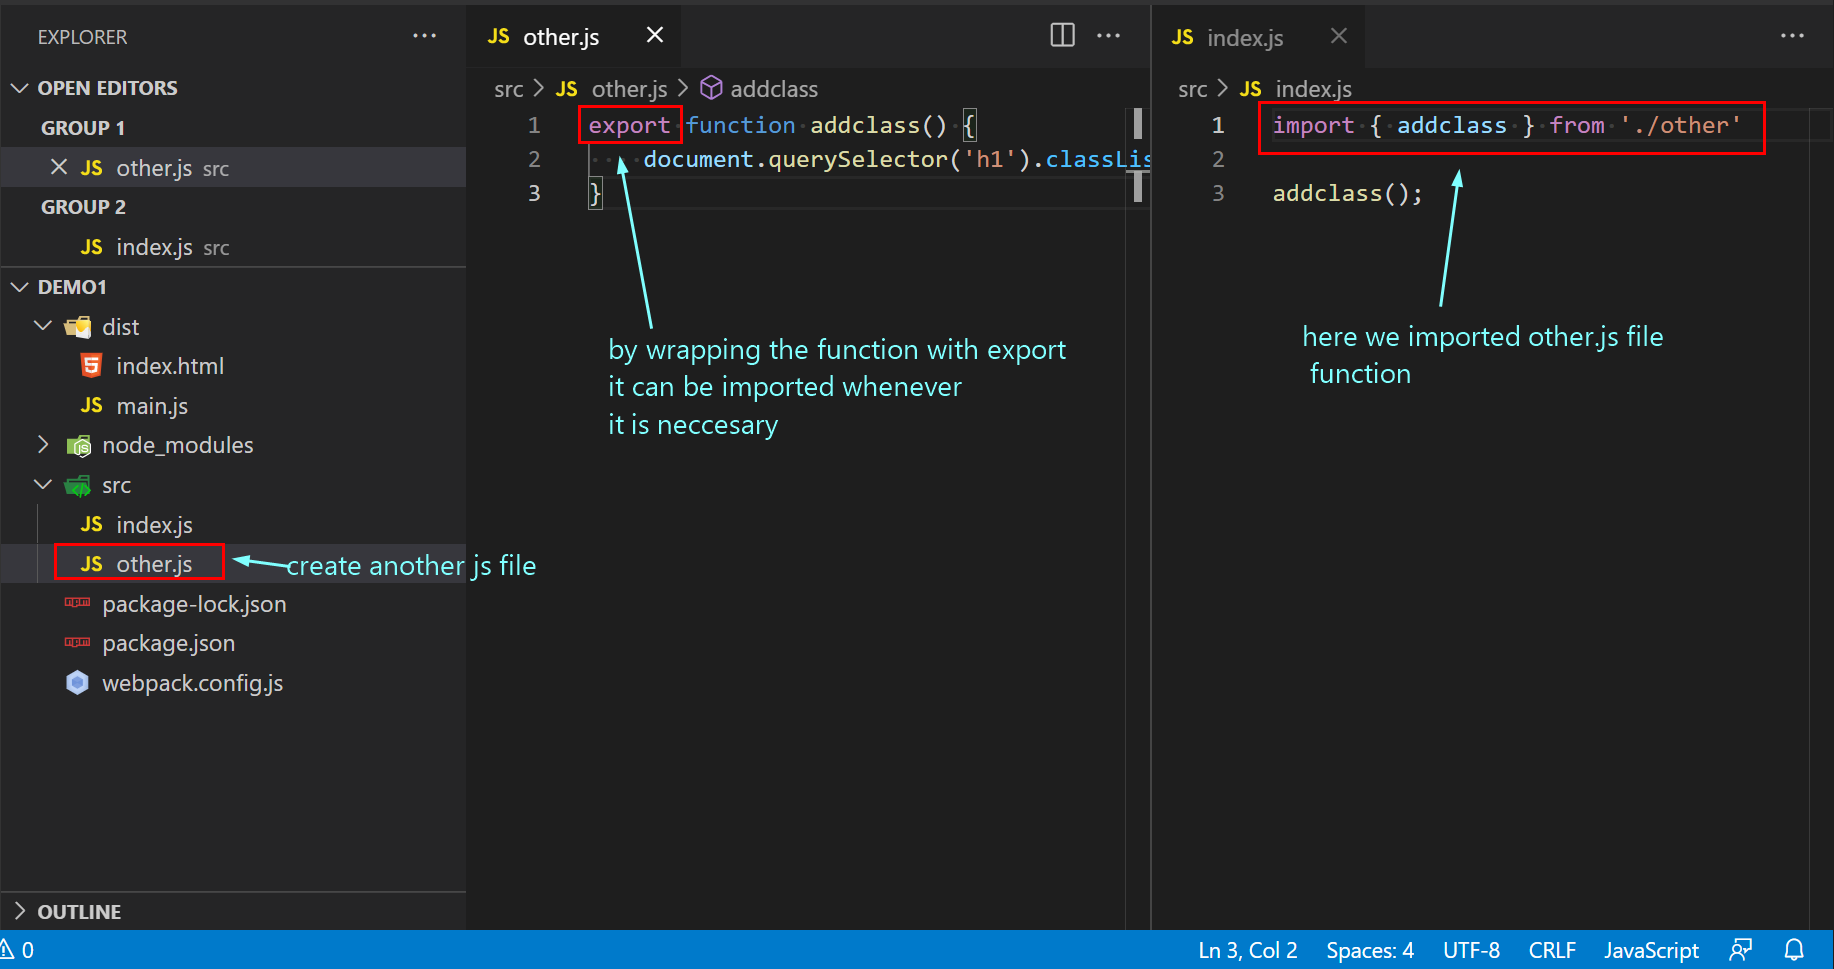 EXPLORER ···
OPEN EDITORS
GROUP 1
JS other.js src
GROUP 2
JS index.js src
DEMO1
dist
index.html
JS main.js
node_modules
src
JS index.js
JS other.js
create another js file
package-lock.json
package.json
webpack.config.js
OUTLINE
JS other.js
src > JS other.js > addclass
1 export function addclass() {
2 document.querySelector('h1').classLis
3 }
by wrapping the function with export
it can be imported whenever
it is neccesary
JS index.js
src > JS index.js
1 import { addclass } from './other'
2
3 addclass();
here we imported other.js file
function
0 Ln 3, Col 2 Spaces: 4 UTF-8 CRLF JavaScript